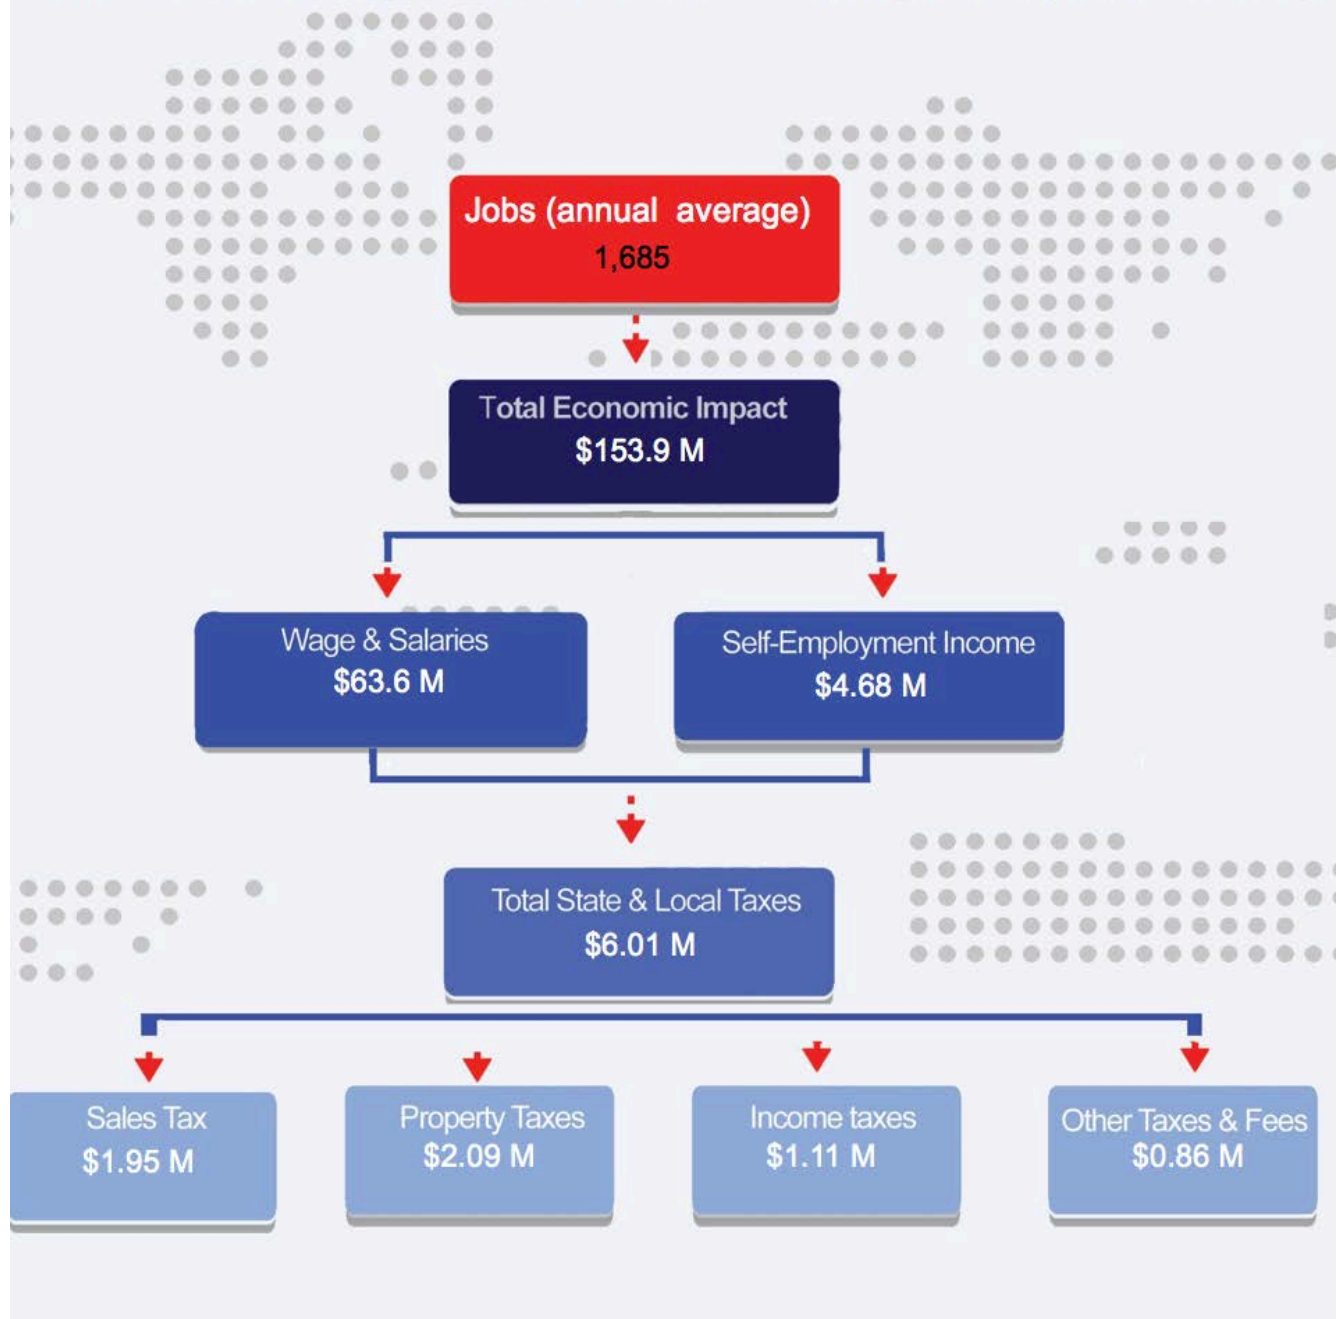 Jobs (annual average)
1,685
Total Economic Impact
$153.9 M
Wage & Salaries
$63.6 M
Self-Employment Income
$4.68 M
Total State & Local Taxes
$6.01 M
Sales Tax
$1.95 M
Property Taxes
$2.09 M
Income taxes
$1.11 M
Other Taxes & Fees
$0.86 M